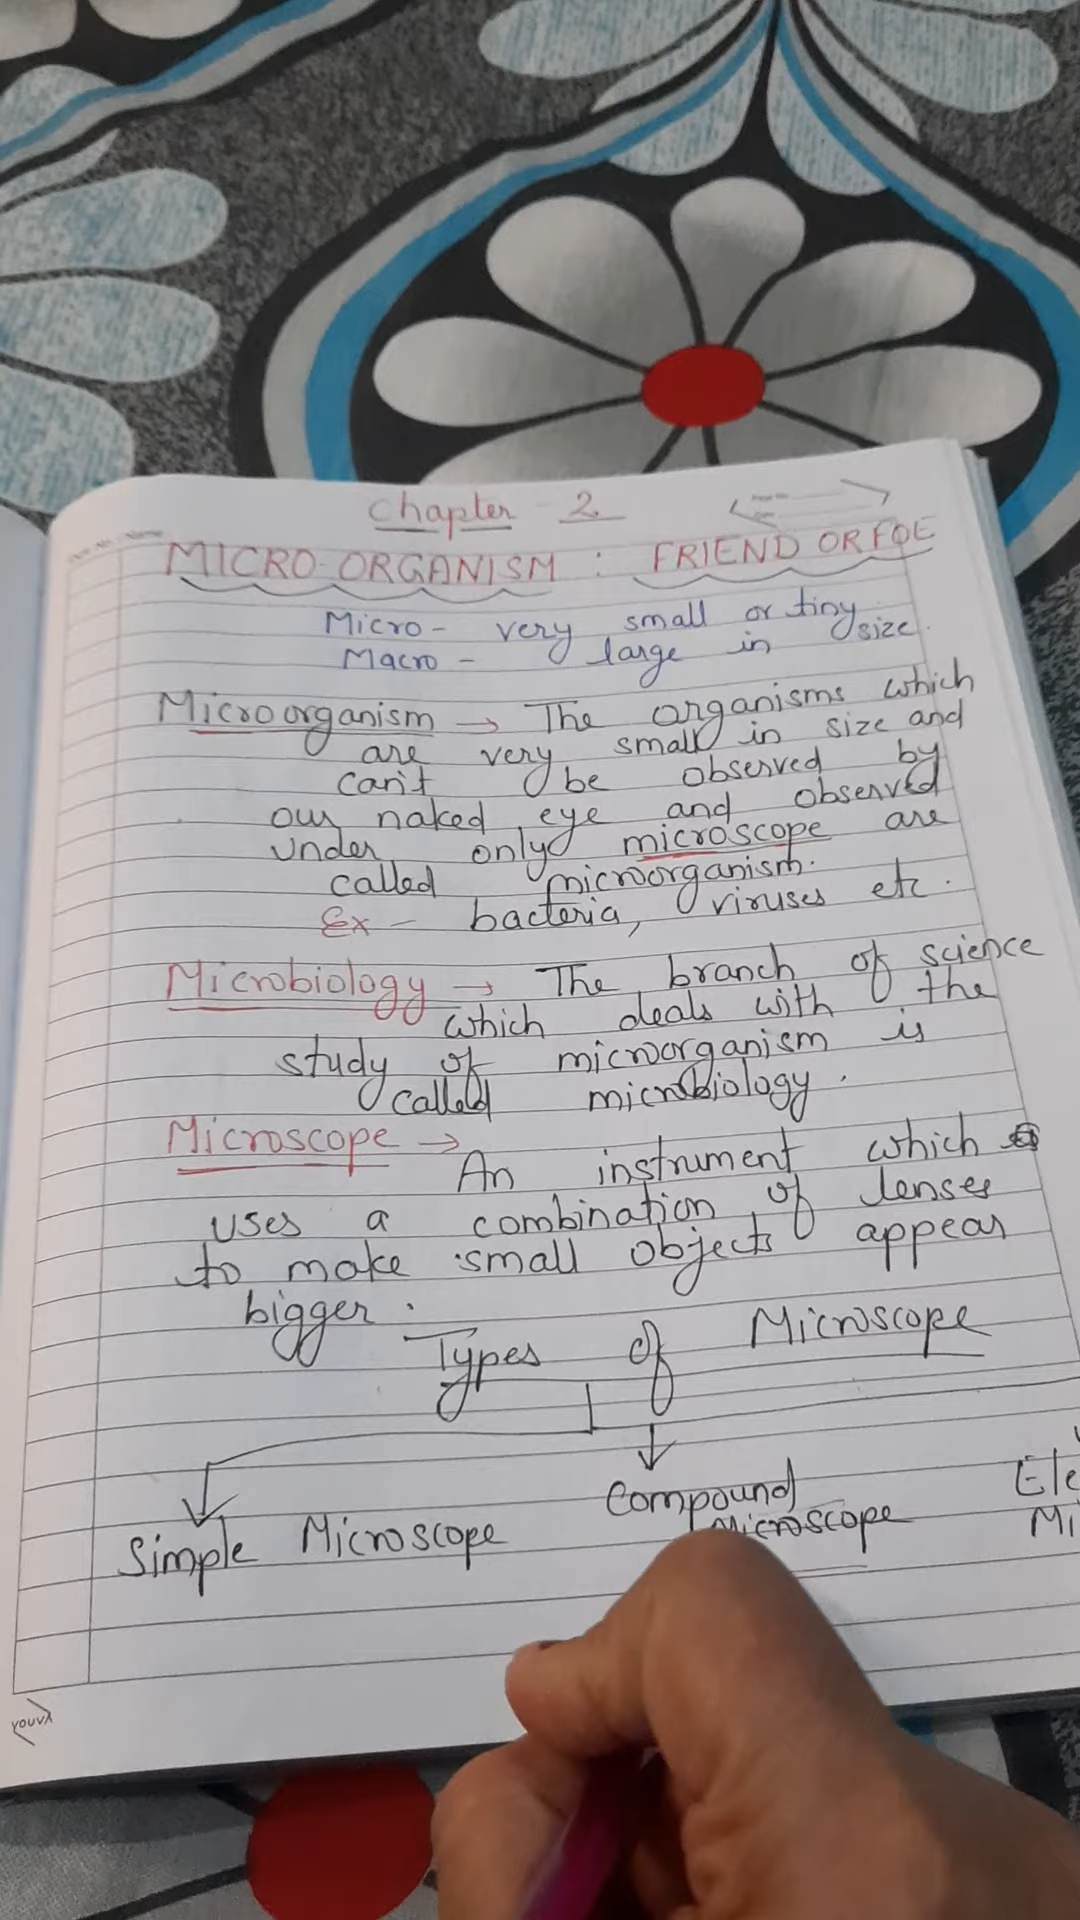 Chapter - 2
MICRO-ORGANISM : FRIEND OR FOE
Micro - very small or tiny
Macro - large in size.
Microorganism → The organisms which
are very small in size and
can't be observed by
our naked eye and observed
under only microscope are
called microorganism.
Ex - bacteria, viruses etc.
Microbiology → The branch of science
which deals with the
study of microorganism is
called microbiology.
Microscope →
An instrument which
uses a combination of lenses
to make small objects appear
bigger.
Types of Microscope
Simple Microscope
Compound Microscope
Ele
Mi
YOUVA